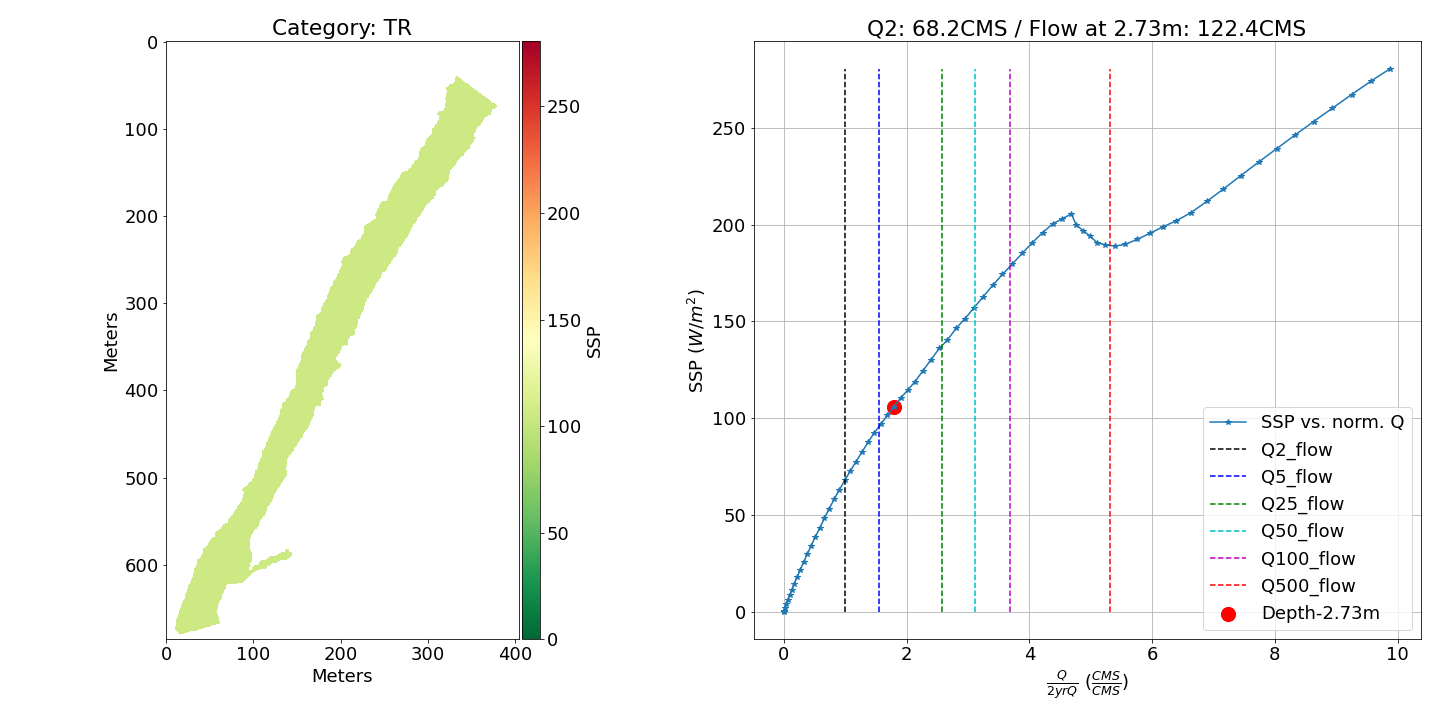 Category: TR
0
100
200
300
400
500
600
Meters
0 100 200 300 400
Meters
250
200
150
100
50
0
SSP
Q2: 68.2CMS / Flow at 2.73m: 122.4CMS
250
200
150
100
50
0
SSP (W/m²)
0 2 4 6 8 10
Q/2yrQ (CMS/CMS)
SSP vs. norm. Q
Q2_flow
Q5_flow
Q25_flow
Q50_flow
Q100_flow
Q500_flow
Depth-2.73m